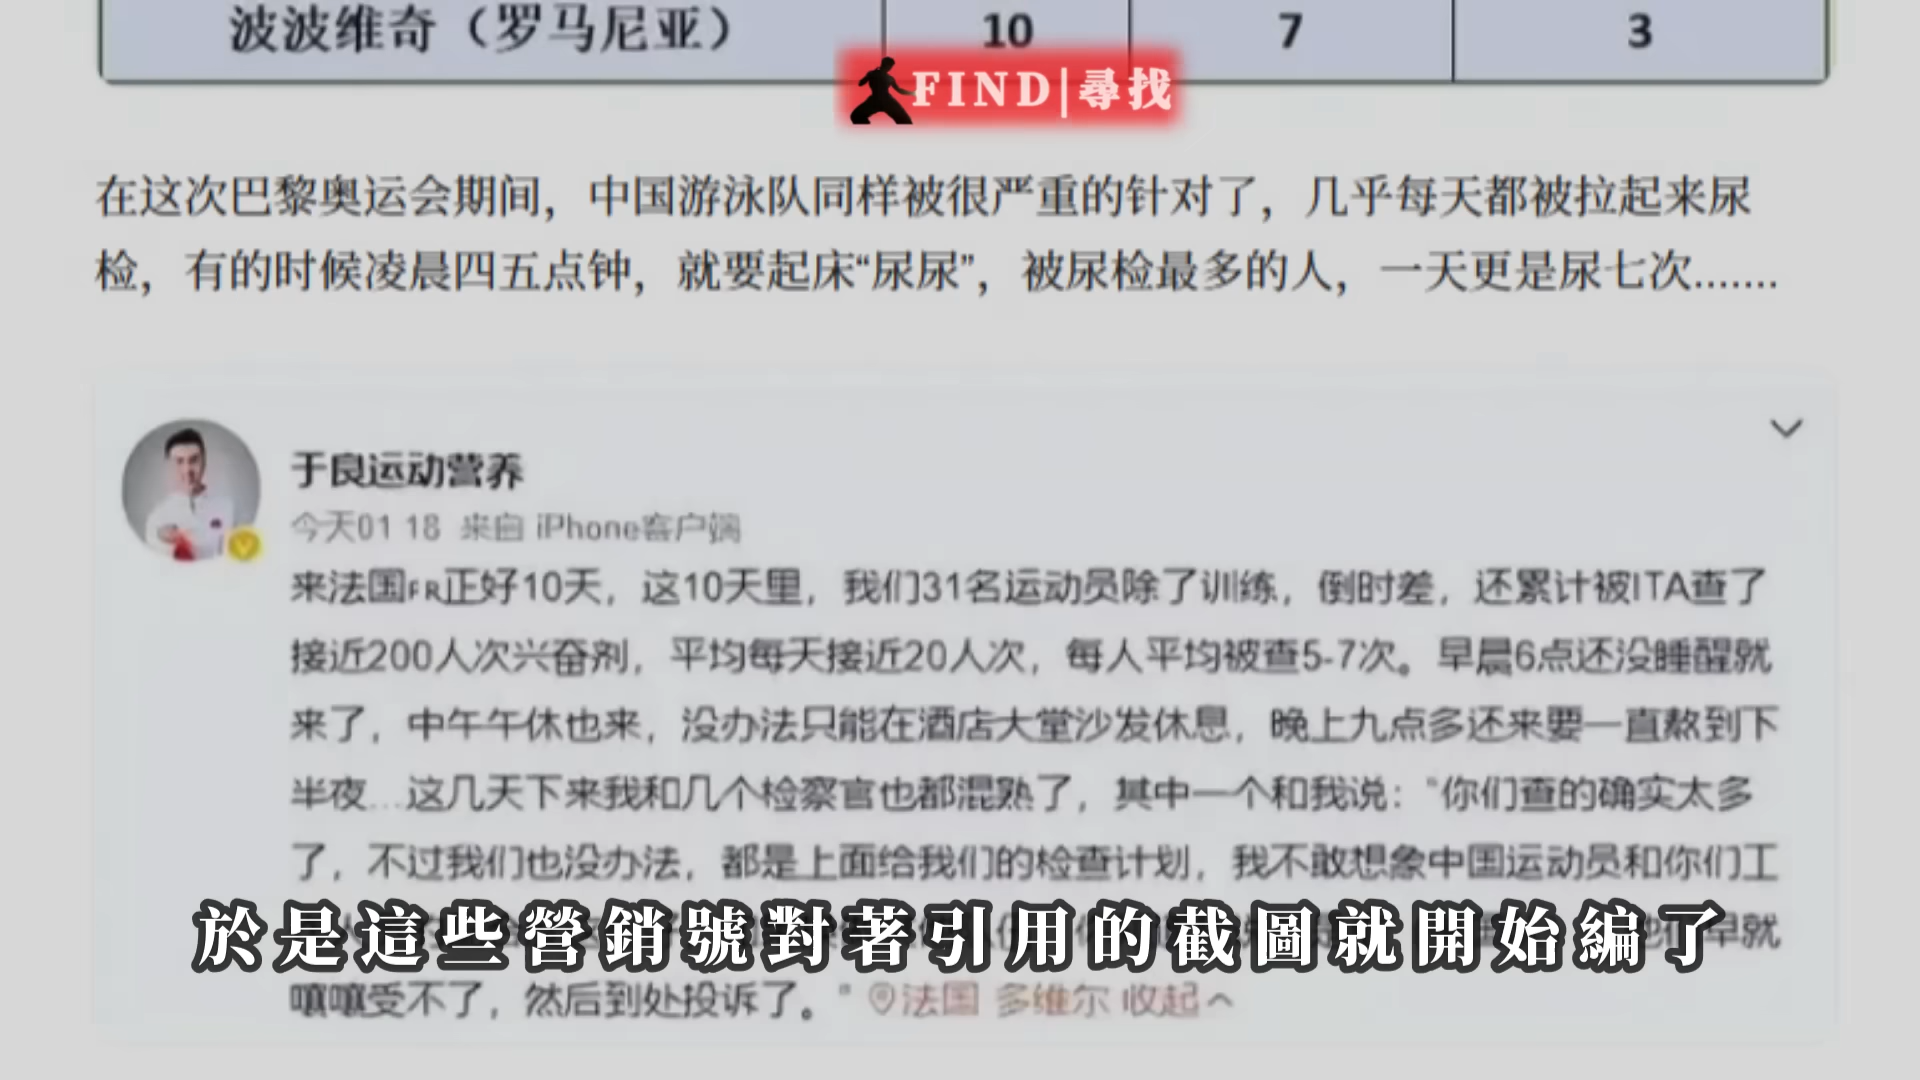 波波维奇（罗马尼亚） 10 7 3
FIND|尋找
在这次巴黎奥运会期间，中国游泳队同样被很严重的针对了，几乎每天都被拉起来尿
检，有的时候凌晨四五点钟，就要起床“尿尿”，被尿检最多的人，一天更是尿七次.......
于良运动营养
今天01 18 来自 iPhone客户端
来法国FR正好10天，这10天里，我们31名运动员除了训练，倒时差，还累计被ITA查了
接近200人次兴奋剂，平均每天接近20人次，每人平均被查5-7次。早晨6点还没睡醒就
来了，中午午休也来，没办法只能在酒店大堂沙发休息，晚上九点多还来要一直熬到下
半夜...这几天下来我和几个检察官也都混熟了，其中一个和我说：“你们查的确实太多
了，不过我们也没办法，都是上面给我们的检查计划，我不敢想象中国运动员和你们工
早就
於是這些營銷號對著引用的截圖就開始編了
嚷嚷受不了，然后到处投诉了。” 法国 多维尔 收起